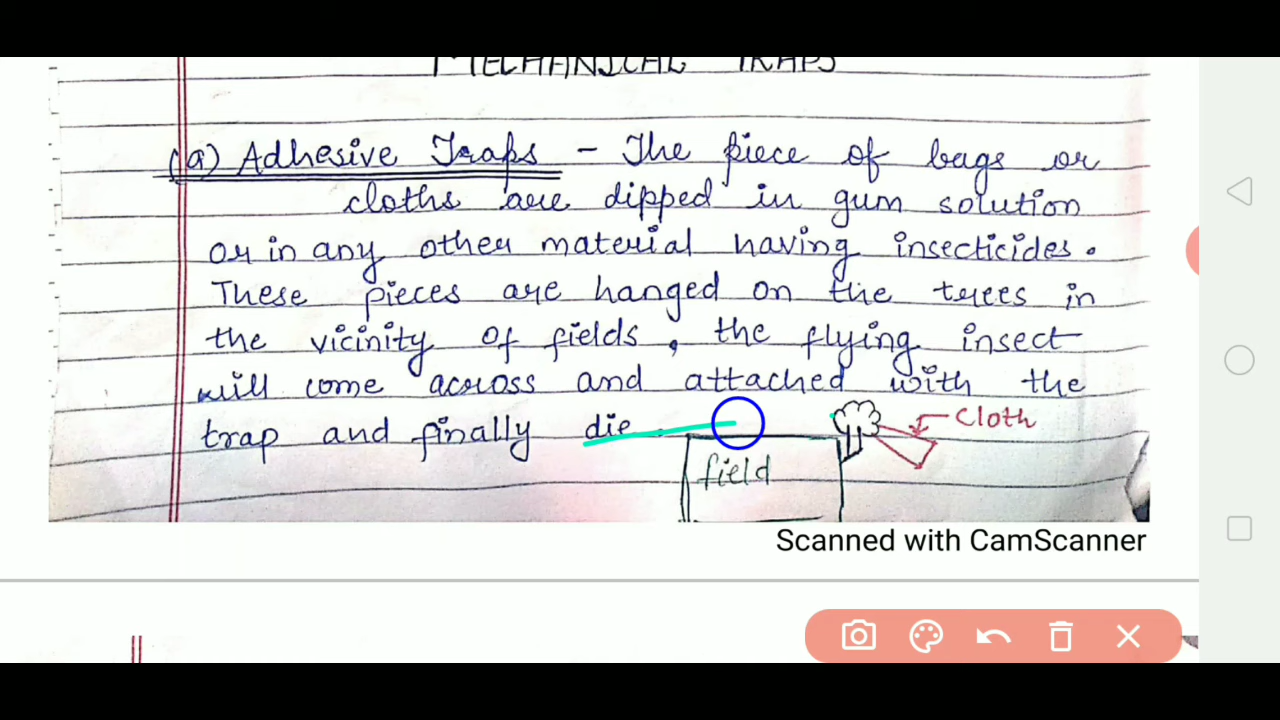 MECHANICAL TRAPS
(a) Adhesive Traps - The piece of bags or
cloths are dipped in gum solution
or in any other material having insecticides.
These pieces are hanged on the trees in
the vicinity of fields, the flying insect
will come across and attached with the
trap and finally die.
cloth
field
Scanned with CamScanner